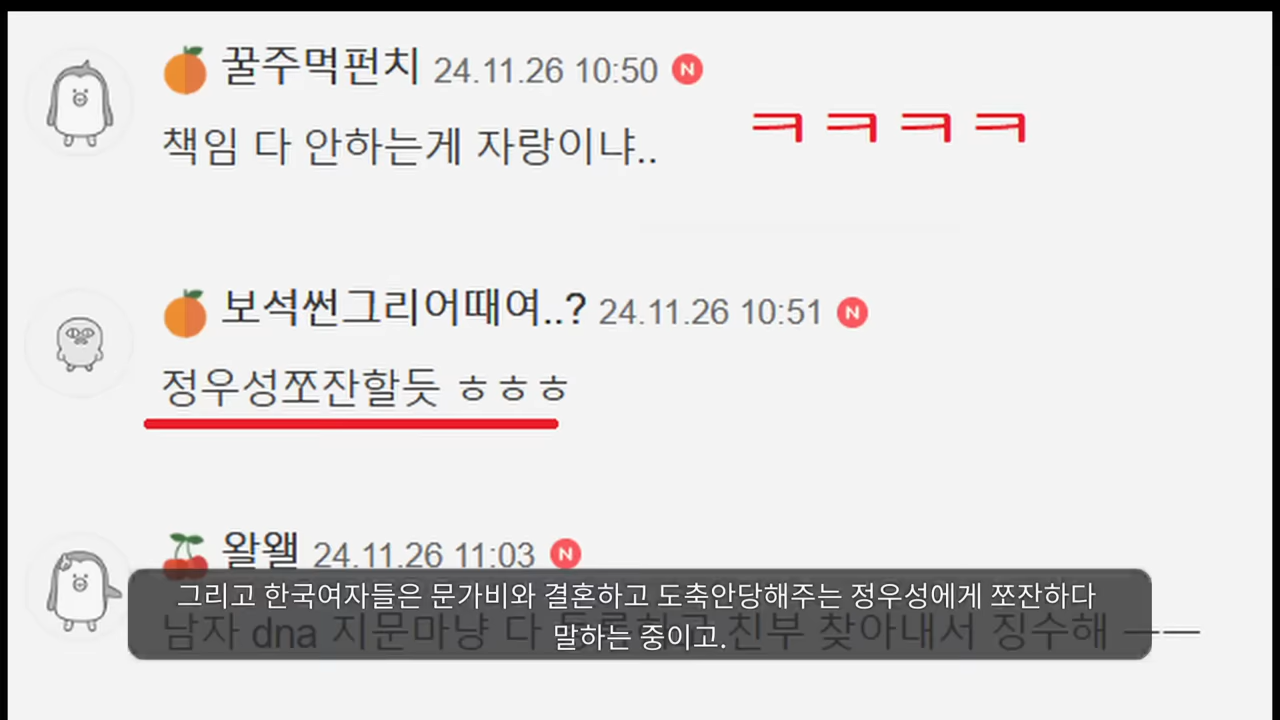 꿀주먹펀치 24.11.26 10:50 N
책임 다 안하는게 자랑이냐..
ㅋㅋㅋㅋ
보석썬그리어때여..? 24.11.26 10:51 N
정우성쪼잔할듯 ㅎㅎㅎ
왈왤 24.11.26 11:03 N
남자 dna 지문마냥 다 등록하고 친부 찾아내서 징수해 ㅡㅡ
그리고 한국여자들은 문가비와 결혼하고 도축안당해주는 정우성에게 쪼잔하다
말하는 중이고.